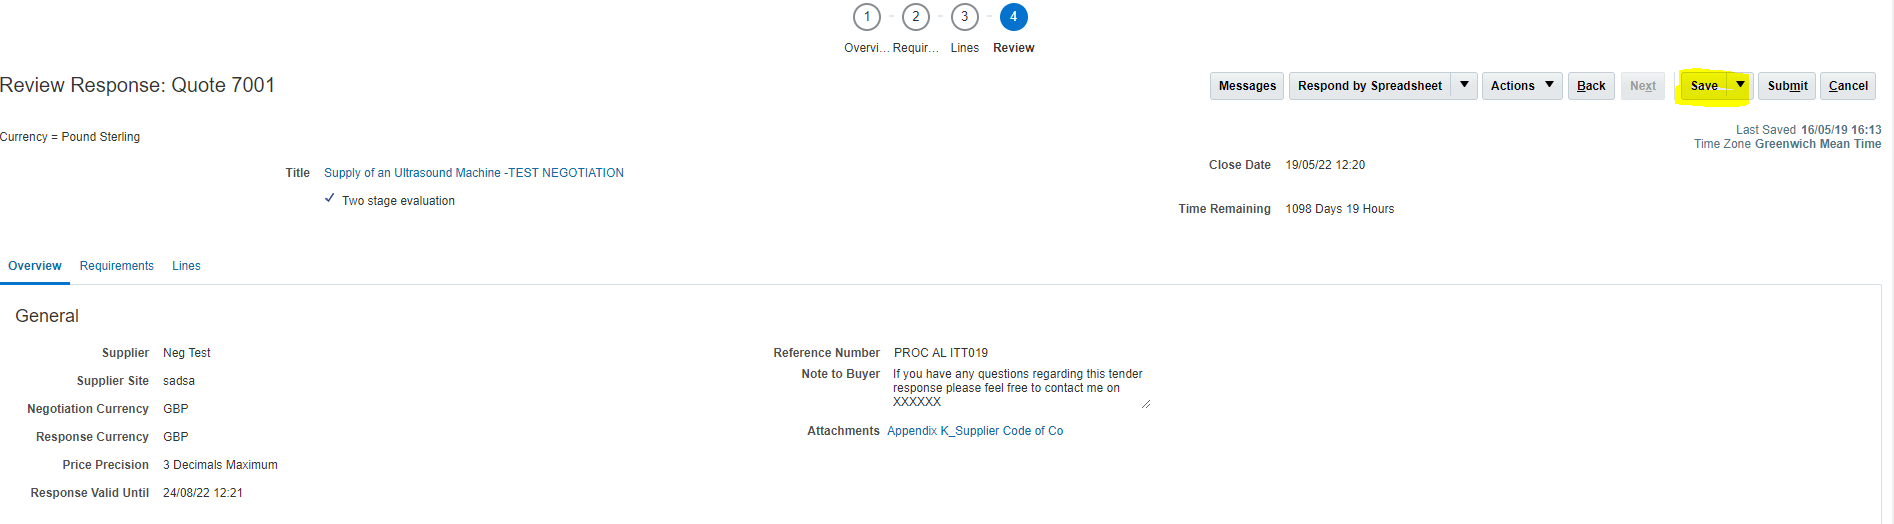 1 2 3 4
Overvi... Requir... Lines Review
Review Response: Quote 7001
Messages Respond by Spreadsheet Actions Back Next Save Submit Cancel
Currency = Pound Sterling
Last Saved 16/05/19 16:13
Time Zone Greenwich Mean Time
Title Supply of an Ultrasound Machine -TEST NEGOTIATION
Two stage evaluation
Close Date 19/05/22 12:20
Time Remaining 1098 Days 19 Hours
Overview Requirements Lines
General
Supplier Neg Test
Supplier Site sadsa
Negotiation Currency GBP
Response Currency GBP
Price Precision 3 Decimals Maximum
Response Valid Until 24/08/22 12:21
Reference Number PROC AL ITT019
Note to Buyer If you have any questions regarding this tender
response please feel free to contact me on
XXXXXX
Attachments Appendix K_Supplier Code of Co